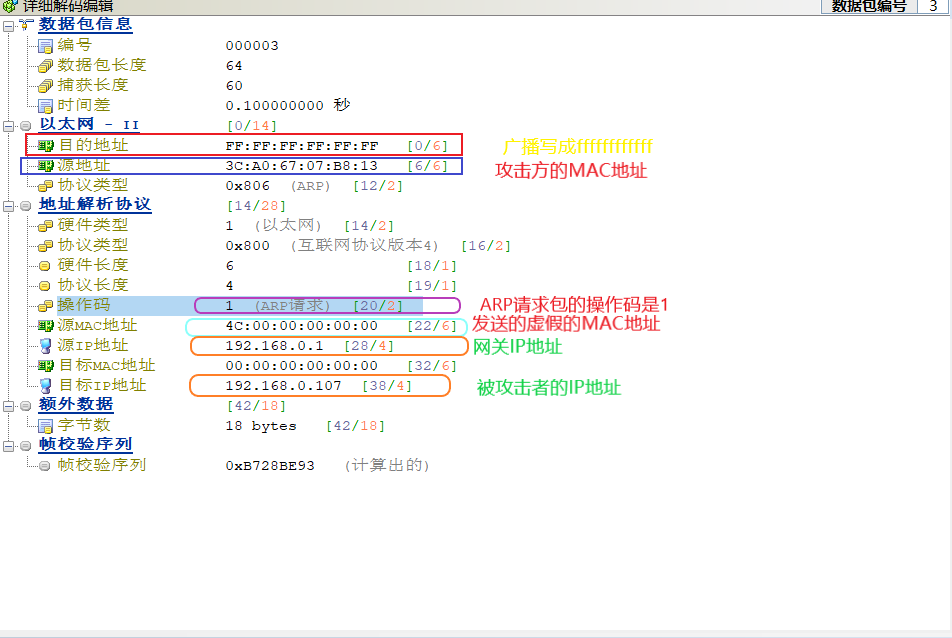 详细解码编辑 数据包编号 3
数据包信息
编号 000003
数据包长度 64
捕获长度 60
时间差 0.100000000 秒
以太网 - II [0/14]
目的地址 FF:FF:FF:FF:FF:FF [0/6] 广播写成ffffffffffff
源地址 3C:A0:67:07:B8:13 [6/6] 攻击方的MAC地址
协议类型 0x806 (ARP) [12/2]
地址解析协议 [14/28]
硬件类型 1 (以太网) [14/2]
协议类型 0x800 (互联网协议版本4) [16/2]
硬件长度 6 [18/1]
协议长度 4 [19/1]
操作码 1 (ARP请求) [20/2] ARP请求包的操作码是1
源MAC地址 4C:00:00:00:00:00 [22/6] 发送的虚假的MAC地址
源IP地址 192.168.0.1 [28/4] 网关IP地址
目标MAC地址 00:00:00:00:00:00 [32/6]
目标IP地址 192.168.0.107 [38/4] 被攻击者的IP地址
额外数据 [42/18]
字节数 18 bytes [42/18]
帧校验序列
帧校验序列 0xB728BE93 (计算出的)